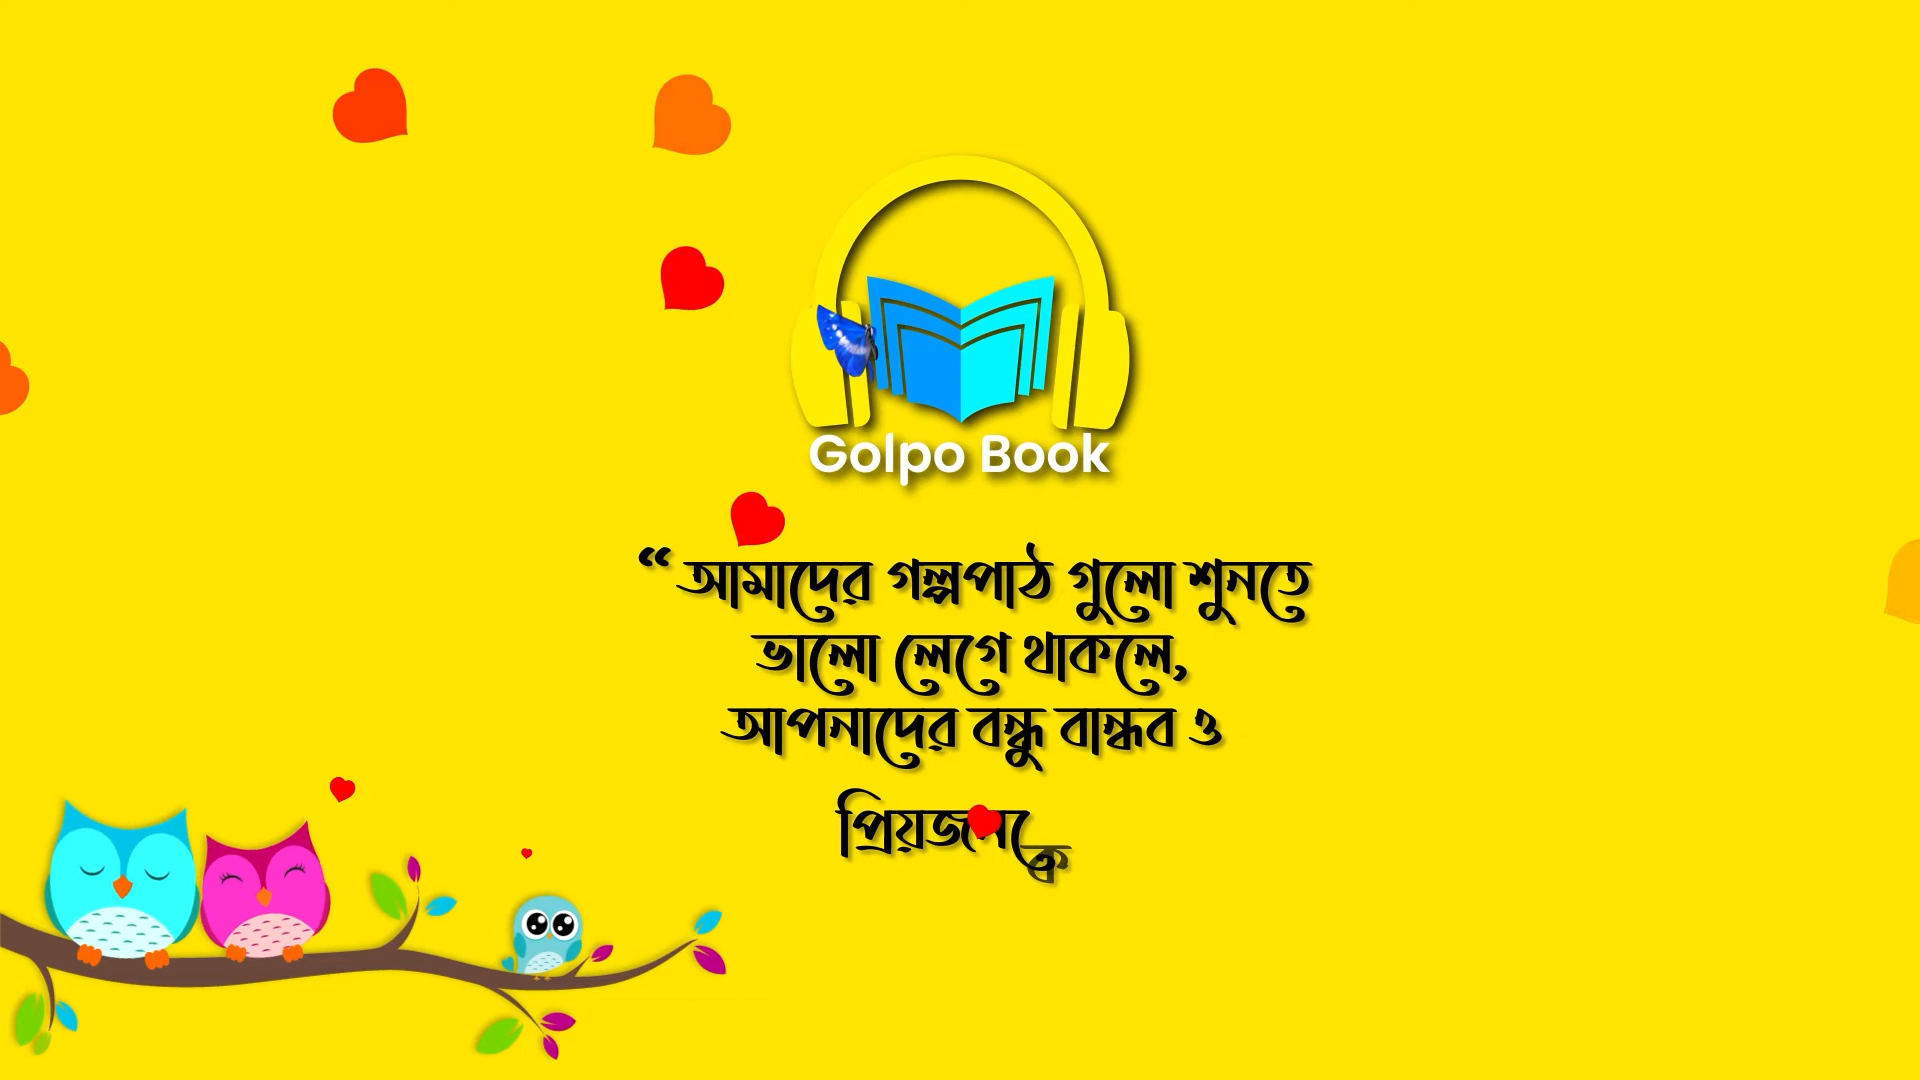 Golpo Book
“আমাদের গল্পপাঠ গুলো শুনতে
ভালো লেগে থাকলে,
আপনাদের বন্ধু বান্ধব ও
প্রিয়জনকে